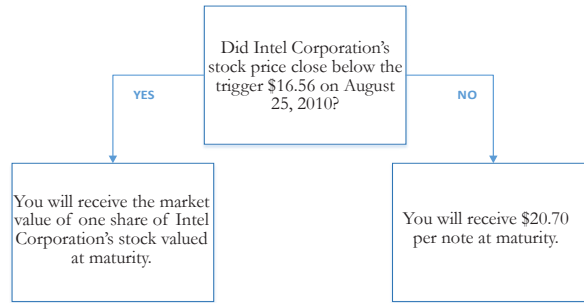 Did Intel Corporation’s
stock price close below the
trigger $16.56 on August
25, 2010?
YES
NO
You will receive the market
value of one share of Intel
Corporation’s stock valued
at maturity.
You will receive $20.70
per note at maturity.